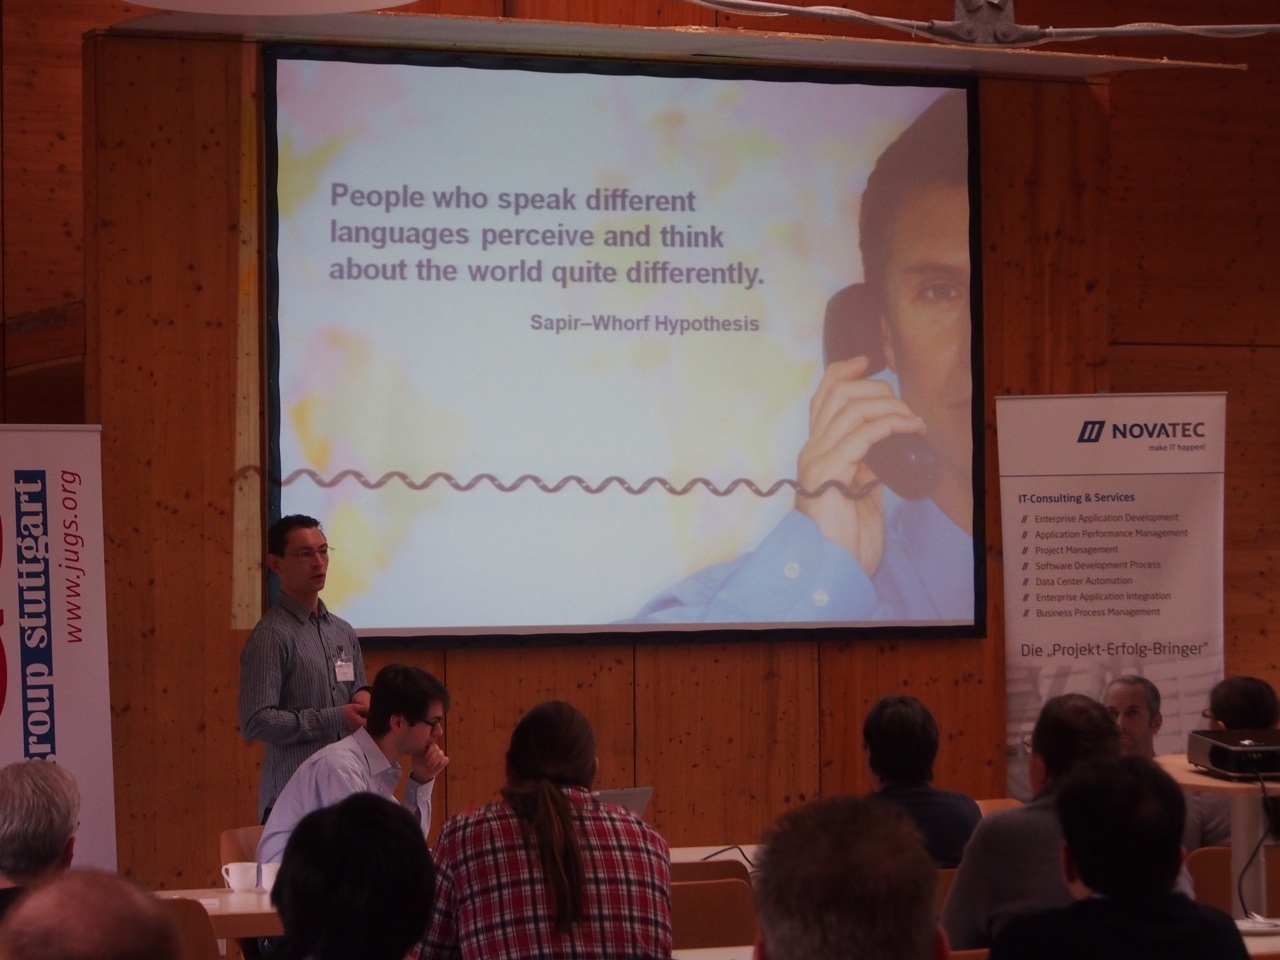 People who speak different
languages perceive and think
about the world quite differently.
Sapir–Whorf Hypothesis
group stuttgart
www.jugs.org
NOVATEC
make IT happen!
IT-Consulting & Services
// Enterprise Application Development
// Application Performance Management
// Project Management
// Software Development Process
// Data Center Automation
// Enterprise Application Integration
// Business Process Management
Die „Projekt-Erfolg-Bringer"